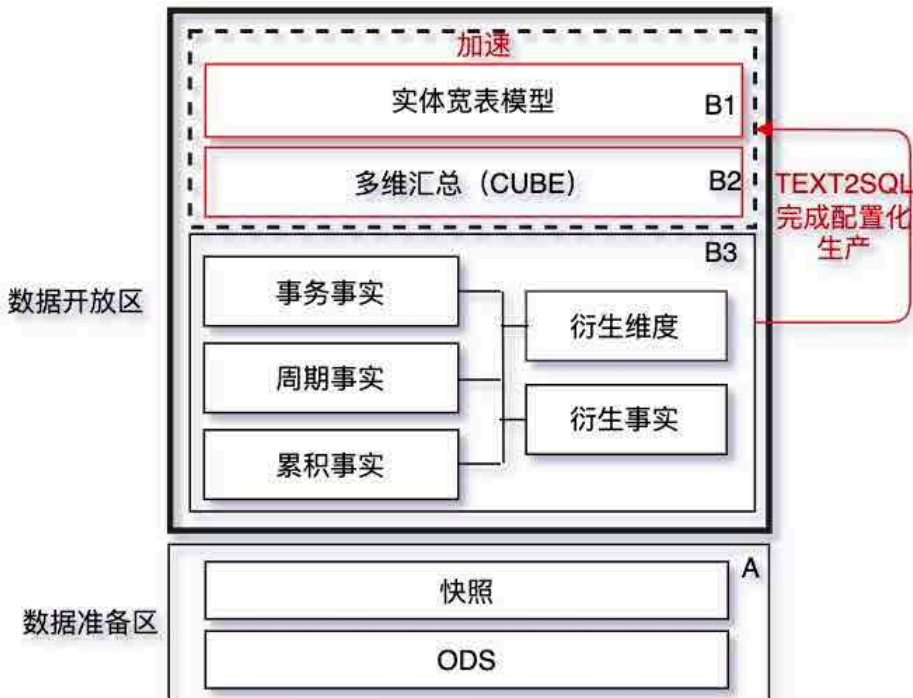 加速
实体宽表模型
B1
多维汇总（CUBE）
B2
TEXT2SQL
完成配置化
生产
B3
数据开放区
事务事实
衍生维度
周期事实
衍生事实
累积事实
A
快照
数据准备区
ODS